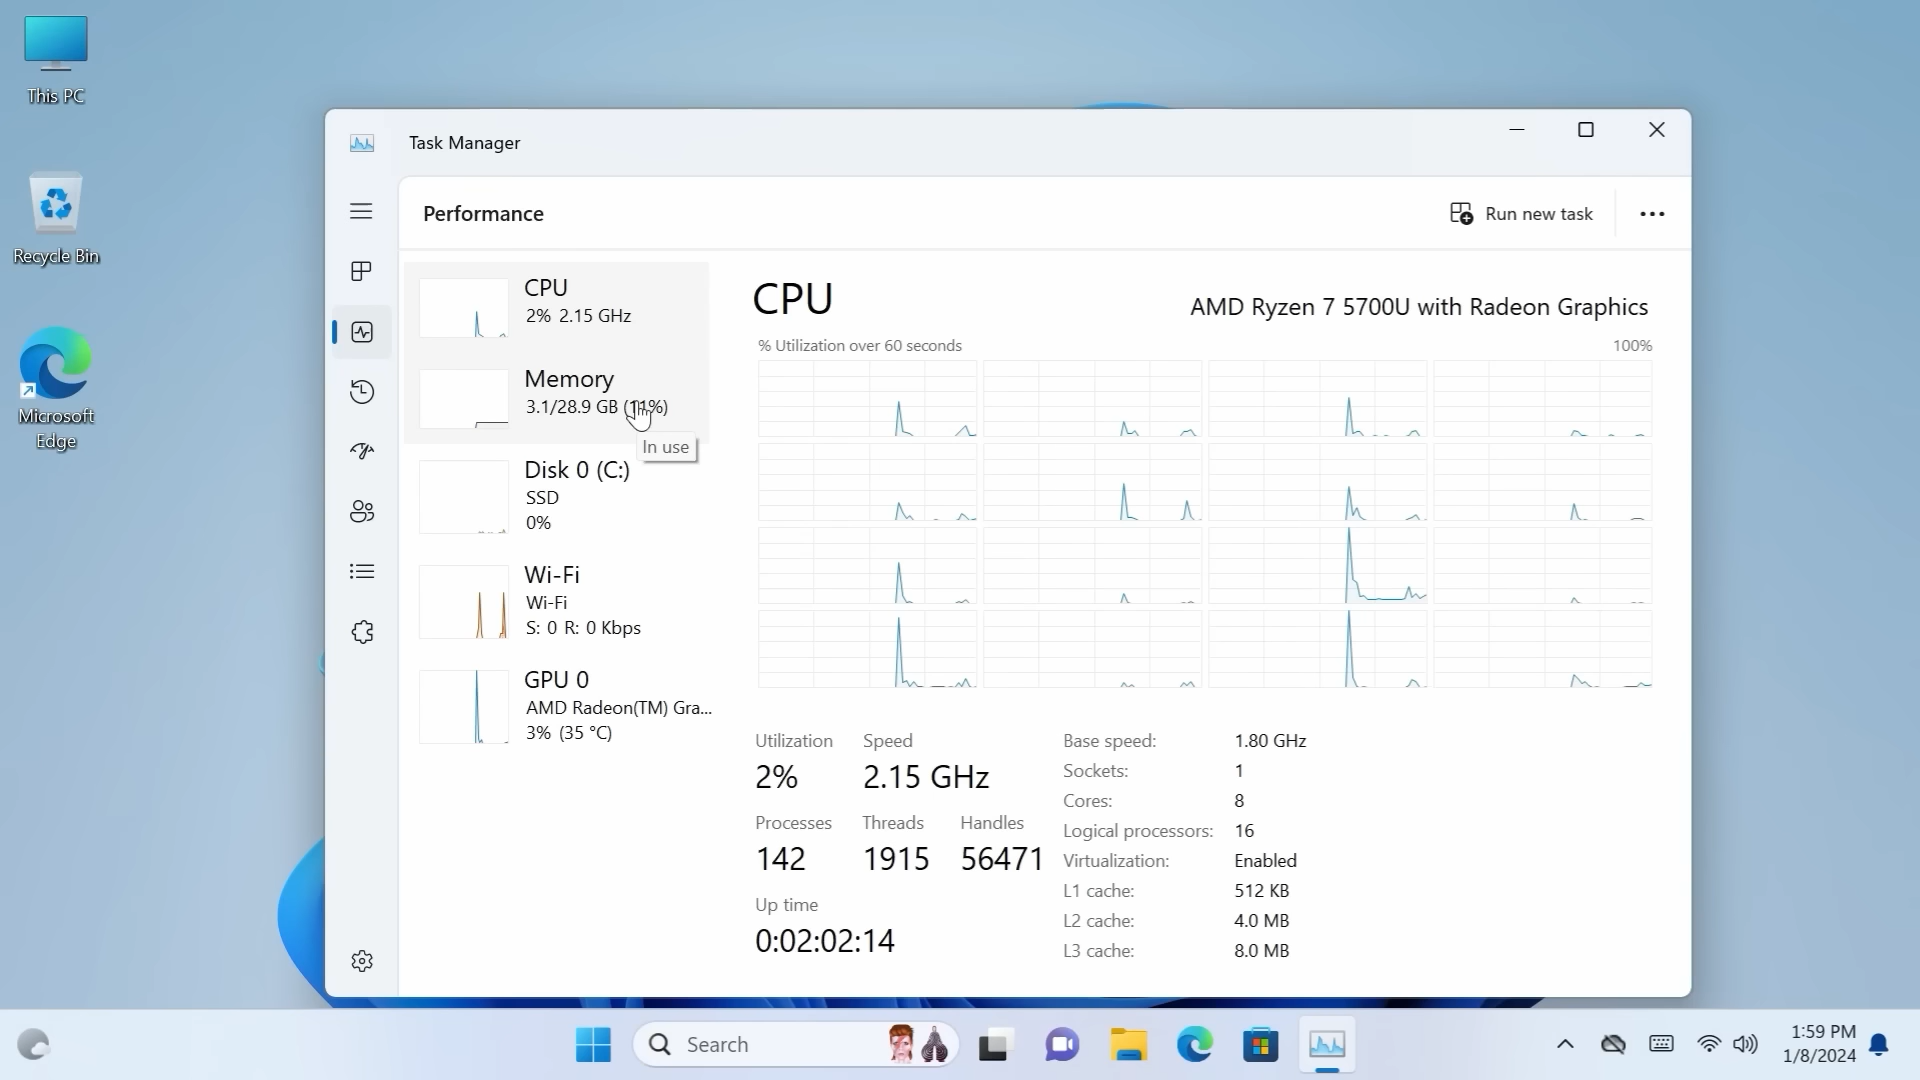 This PC
Recycle Bin
Microsoft
Edge
Task Manager
Performance
Run new task
CPU
2% 2.15 GHz
Memory
3.1/28.9 GB (11%)
In use
Disk 0 (C:)
SSD
0%
Wi-Fi
Wi-Fi
S: 0 R: 0 Kbps
GPU 0
AMD Radeon(TM) Gra...
3% (35 °C)
CPU
AMD Ryzen 7 5700U with Radeon Graphics
% Utilization over 60 seconds
100%
Utilization
2%
Speed
2.15 GHz
Processes
142
Threads
1915
Handles
56471
Up time
0:02:02:14
Base speed: 1.80 GHz
Sockets: 1
Cores: 8
Logical processors: 16
Virtualization: Enabled
L1 cache: 512 KB
L2 cache: 4.0 MB
L3 cache: 8.0 MB
Search
1:59 PM
1/8/2024